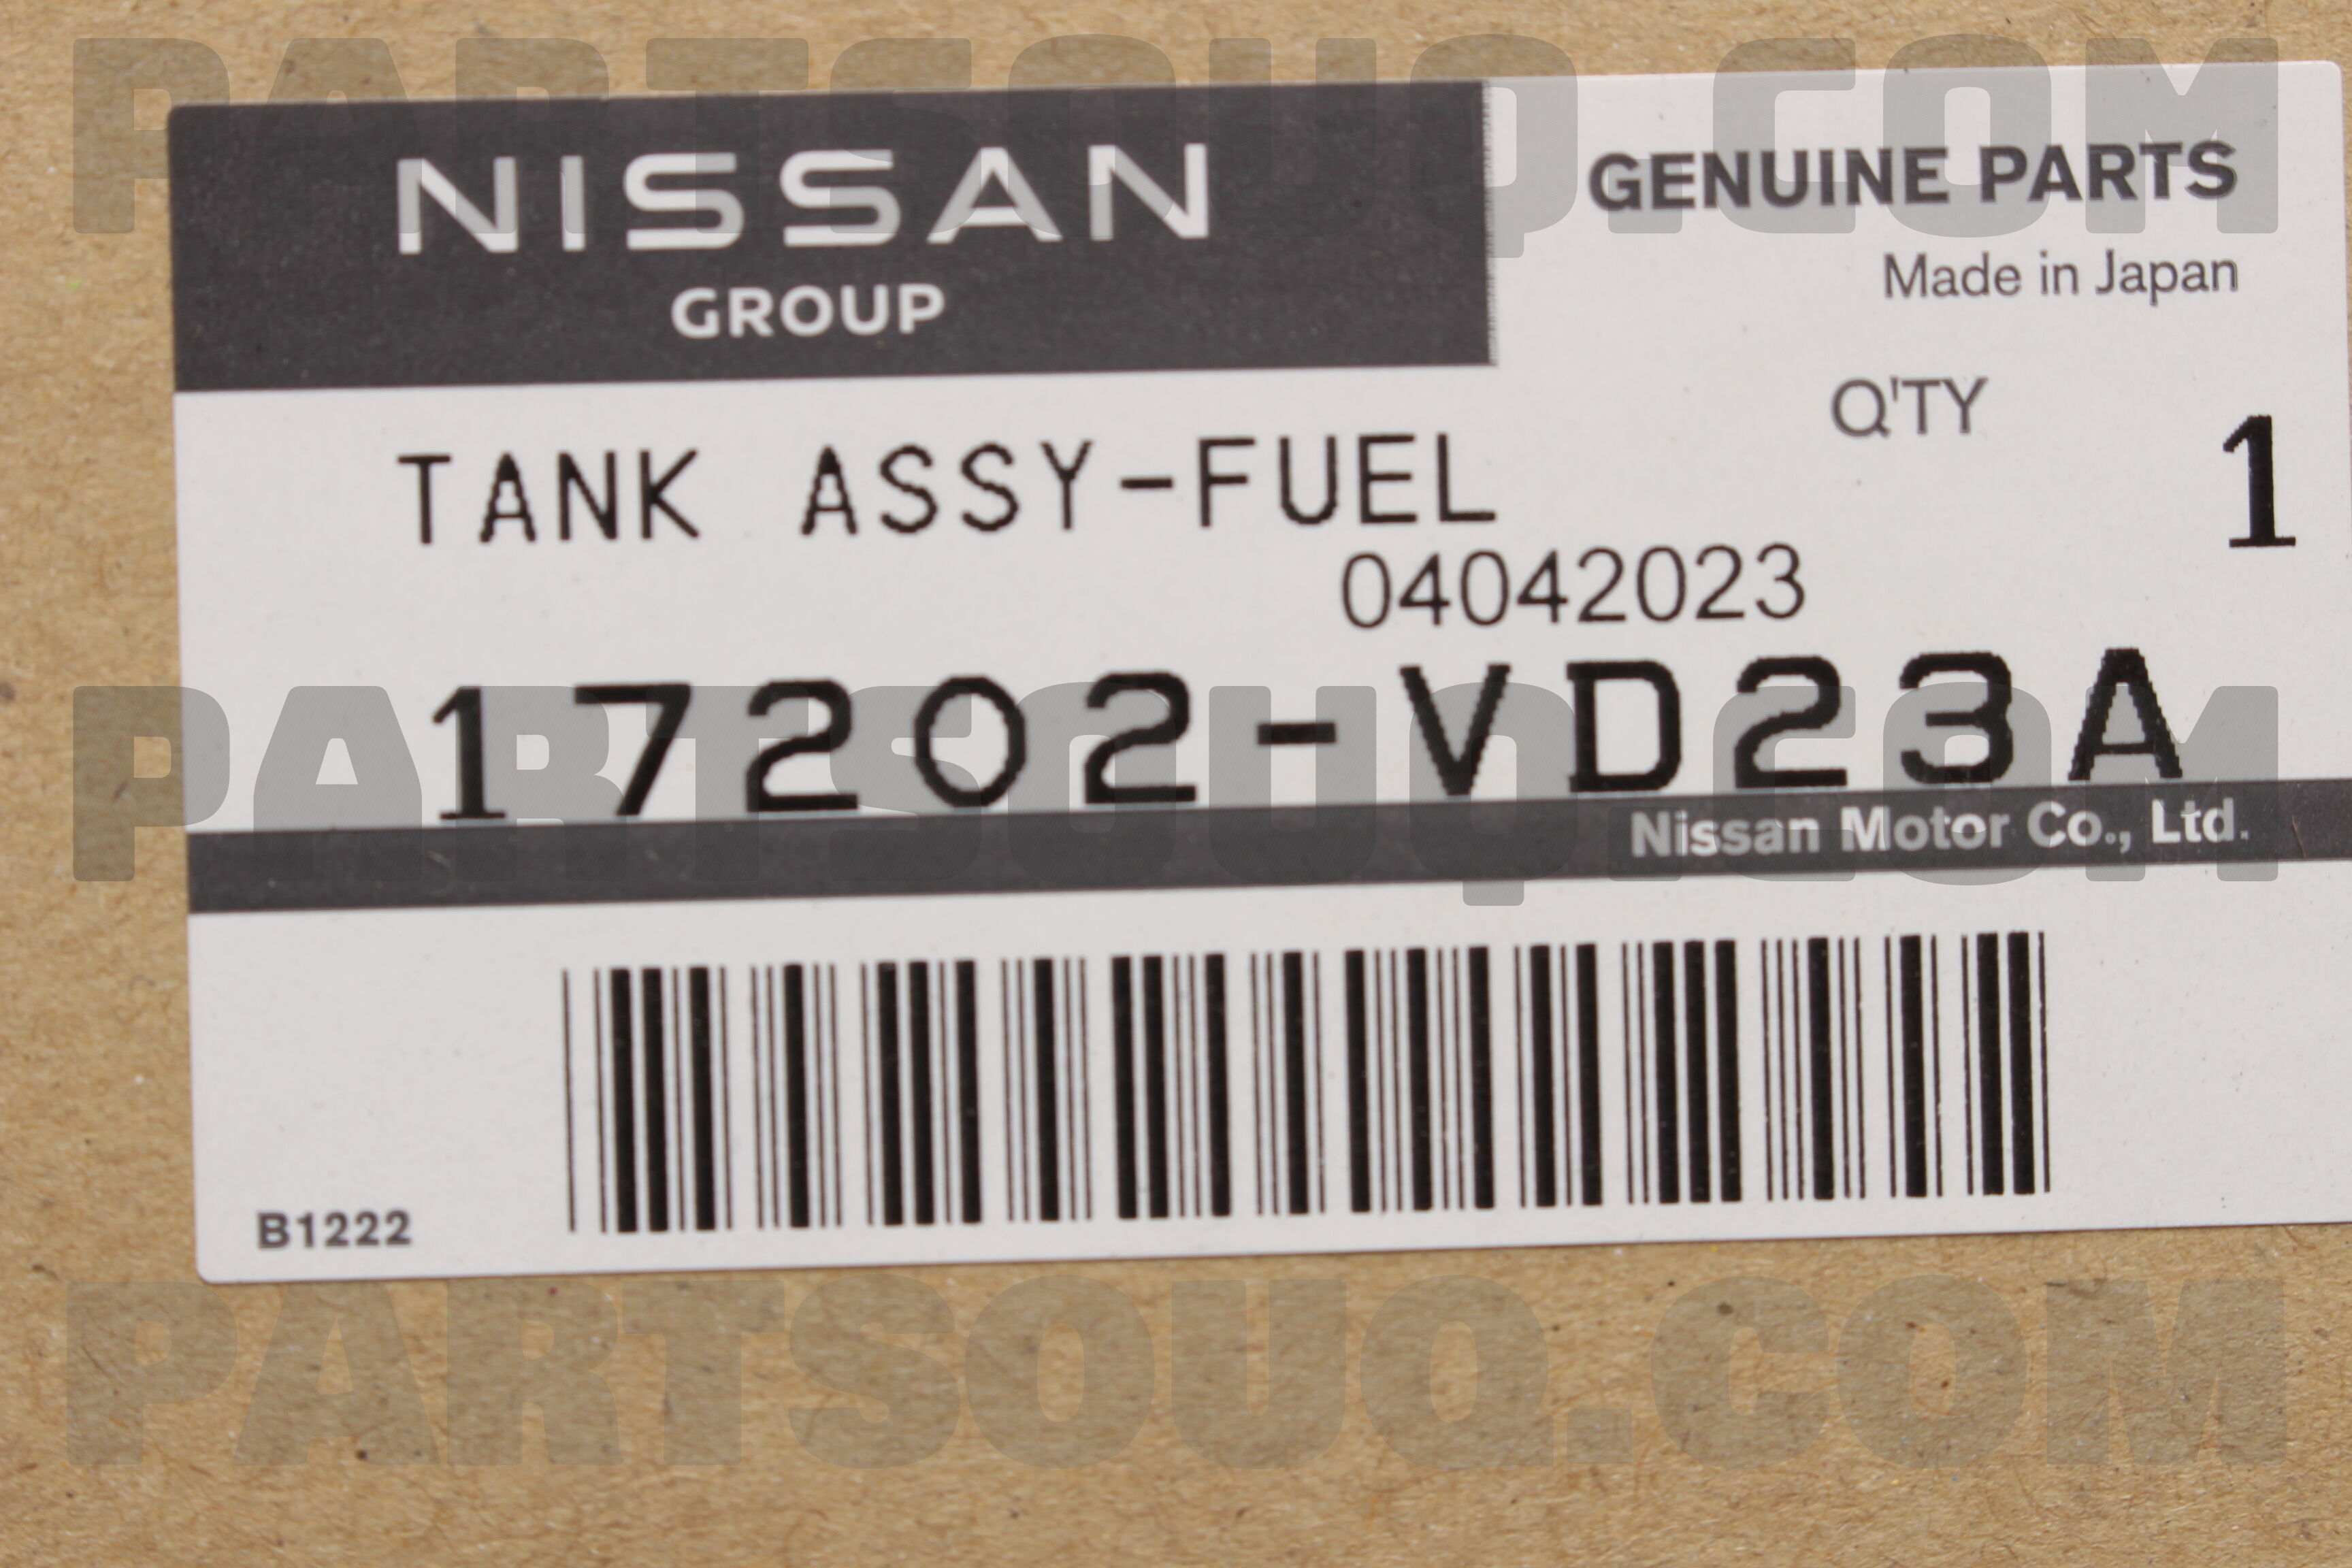 PARTSOUQ.COM
NISSAN
GROUP
GENUINE PARTS
Made in Japan
Q'TY
1
TANK ASSY-FUEL
04042023
17202-VD23A
PARTSOUQ.COM
Nissan Motor Co., Ltd.
B1222
PARTSOUQ.COM